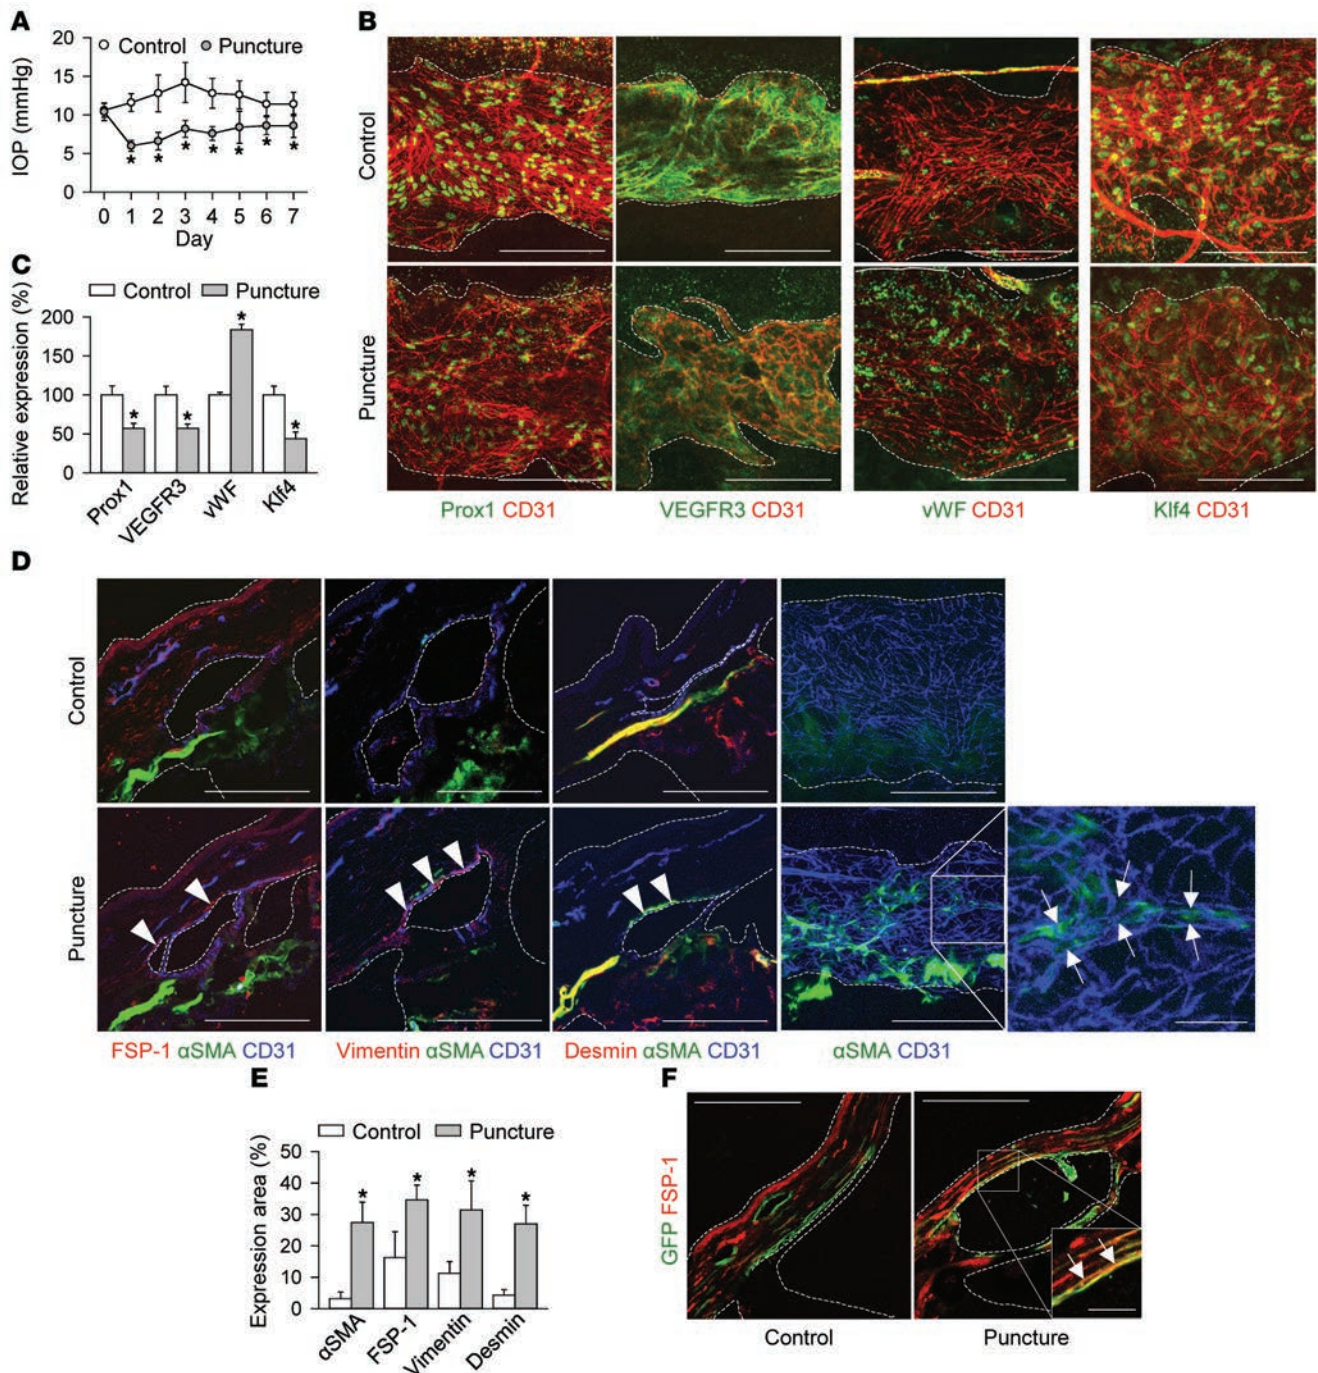 A
IOP (mmHg)
20
15
10
5
0
Control Puncture
* * * * * * *
0 1 2 3 4 5 6 7
Day
B
Control
Puncture
Prox1 CD31
VEGFR3 CD31
vWF CD31
Klf4 CD31
C
Relative expression (%)
Control Puncture
200
150
100
50
0
* * * *
Prox1
VEGFR3
vWF
Klf4
D
Control
Puncture
FSP-1 αSMA CD31
Vimentin αSMA CD31
Desmin αSMA CD31
αSMA CD31
E
Expression area (%)
Control Puncture
50
40
30
20
10
0
* * * *
αSMA
FSP-1
Vimentin
Desmin
F
GFP FSP-1
Control
Puncture